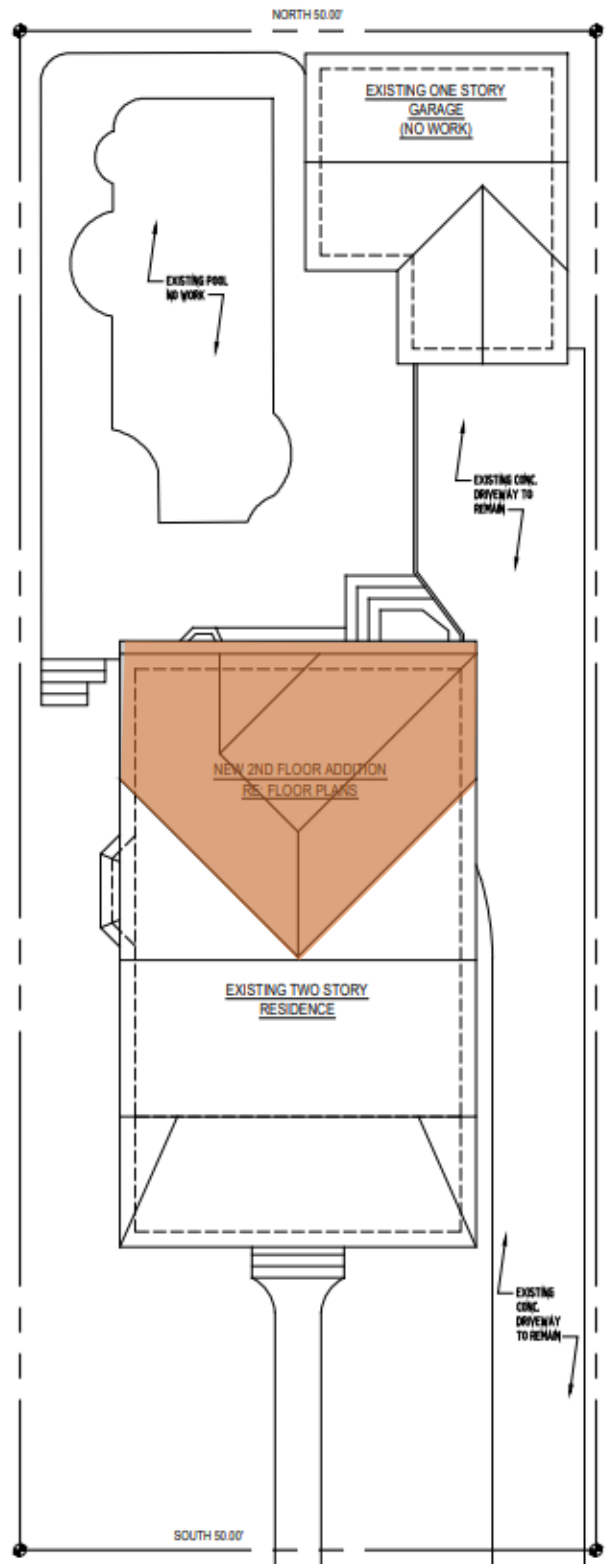 NORTH 50.00'
EXISTING ONE STORY
GARAGE
(NO WORK)
EXISTING POOL
NO WORK
EXISTING CONC.
DRIVEWAY TO
REMAIN
NEW 2ND FLOOR ADDITION
RE: FLOOR PLANS
EXISTING TWO STORY
RESIDENCE
EXISTING
CONC.
DRIVEWAY
TO REMAIN
SOUTH 50.00'